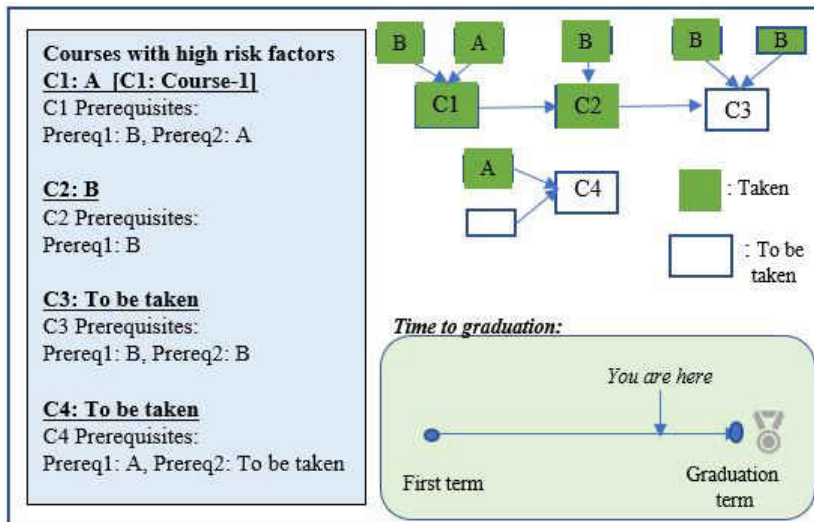 Courses with high risk factors
C1: A [C1: Course-1]
C1 Prerequisites:
Prereq1: B, Prereq2: A
C2: B
C2 Prerequisites:
Prereq1: B
C3: To be taken
C3 Prerequisites:
Prereq1: B, Prereq2: B
C4: To be taken
C4 Prerequisites:
Prereq1: A, Prereq2: To be taken
B A B B B
C1 C2 C3
A
C4
: Taken
: To be
taken
Time to graduation:
You are here
First term
Graduation
term